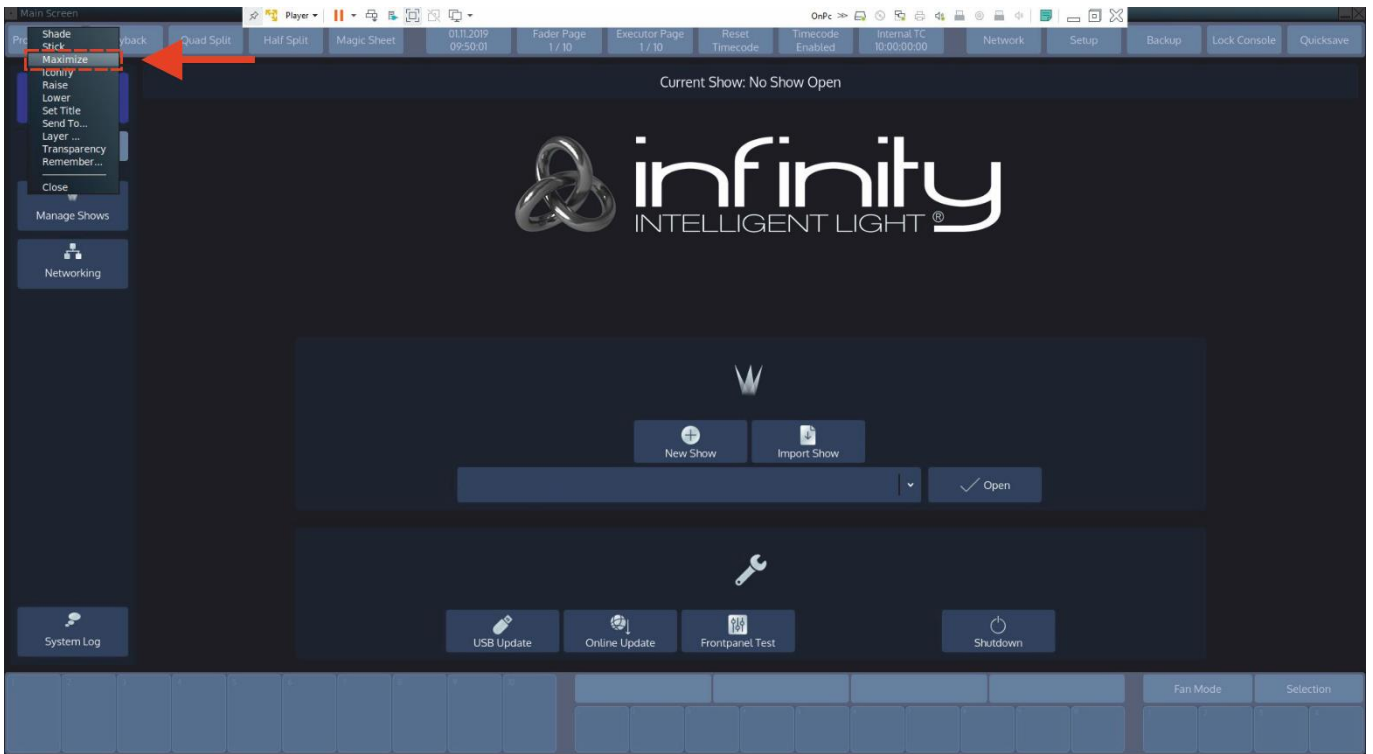 Main Screen
Player
OnPc
Shade
Stick
Maximize
Iconify
Raise
Lower
Set Title
Send To...
Layer ...
Transparency
Remember...
Close
yback
Quad Split
Half Split
Magic Sheet
01.11.2019
09:50:01
Fader Page
1 / 10
Executor Page
1 / 10
Reset
Timecode
Timecode
Enabled
Internal TC
10:00:00:00
Network
Setup
Backup
Lock Console
Quicksave
Current Show: No Show Open
infinity
INTELLIGENT LIGHT ®
Manage Shows
Networking
New Show
Import Show
Open
System Log
USB Update
Online Update
Frontpanel Test
Shutdown
Fan Mode
Selection